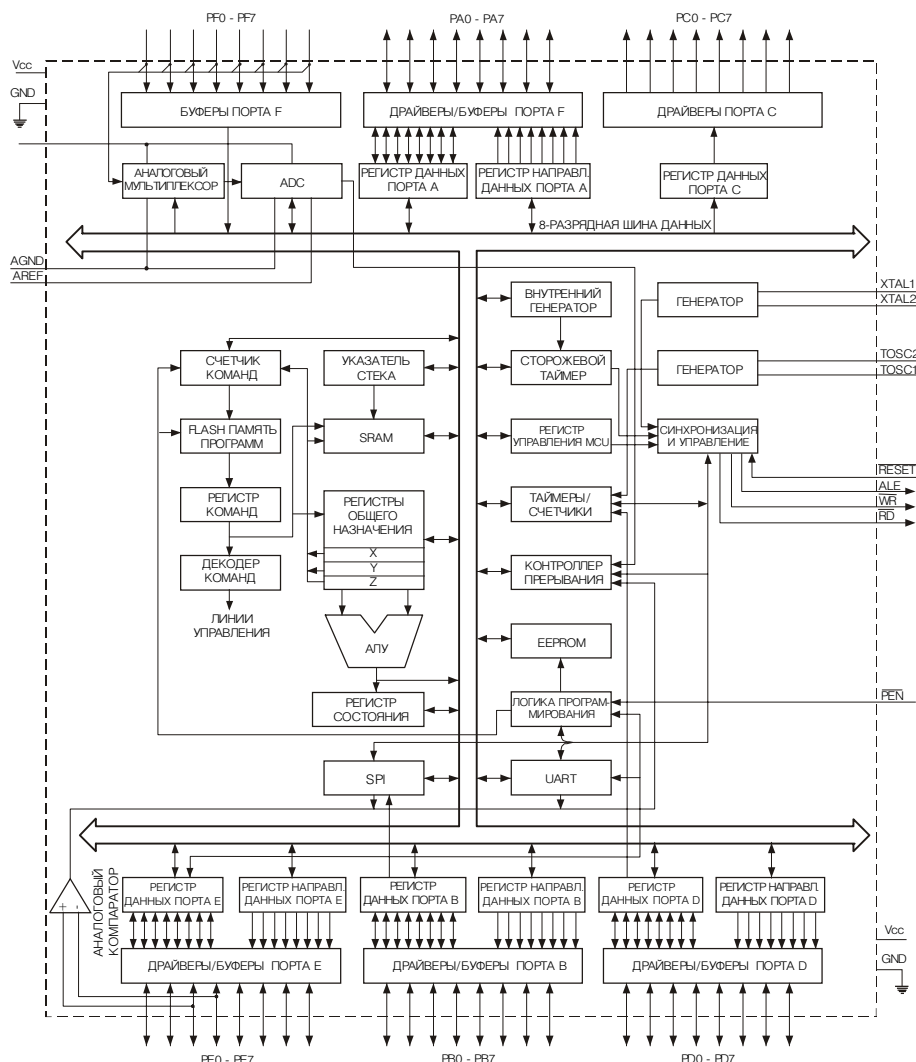 PF0 - PF7
PA0 - PA7
PC0 - PC7
Vcc
GND
БУФЕРЫ ПОРТА F
ДРАЙВЕРЫ/БУФЕРЫ ПОРТА F
ДРАЙВЕРЫ ПОРТА С
АНАЛОГОВЫЙ
МУЛЬТИПЛЕКСОР
ADC
РЕГИСТР ДАННЫХ
ПОРТА А
РЕГИСТР НАПРАВЛ.
ДАННЫХ ПОРТА А
РЕГИСТР ДАННЫХ
ПОРТА С
8-РАЗРЯДНАЯ ШИНА ДАННЫХ
AGND
AREF
ВНУТРЕННИЙ
ГЕНЕРАТОР
ГЕНЕРАТОР
XTAL1
XTAL2
СЧЕТЧИК
КОМАНД
УКАЗАТЕЛЬ
СТЕКА
СТОРОЖЕВОЙ
ТАЙМЕР
ГЕНЕРАТОР
TOSC2
TOSC1
FLASH ПАМЯТЬ
ПРОГРАММ
SRAM
РЕГИСТР
УПРАВЛЕНИЯ MCU
СИНХРОНИЗАЦИЯ
И УПРАВЛЕНИЕ
RESET
ALE
WR
RD
РЕГИСТР
КОМАНД
РЕГИСТРЫ
ОБЩЕГО
НАЗНАЧЕНИЯ
X
Y
Z
ТАЙМЕРЫ/
СЧЕТЧИКИ
ДЕКОДЕР
КОМАНД
КОНТРОЛЛЕР
ПРЕРЫВАНИЯ
ЛИНИИ
УПРАВЛЕНИЯ
АЛУ
EEPROM
РЕГИСТР
СОСТОЯНИЯ
ЛОГИКА ПРОГРАМ-
МИРОВАНИЯ
PEN
SPI
UART
АНАЛОГОВЫЙ
КОМПАРАТОР
+ -
РЕГИСТР
ДАННЫХ ПОРТА Е
РЕГИСТР НАПРАВЛ.
ДАННЫХ ПОРТА Е
РЕГИСТР
ДАННЫХ ПОРТА В
РЕГИСТР НАПРАВЛ.
ДАННЫХ ПОРТА В
РЕГИСТР
ДАННЫХ ПОРТА D
РЕГИСТР НАПРАВЛ.
ДАННЫХ ПОРТА D
ДРАЙВЕРЫ/БУФЕРЫ ПОРТА Е
ДРАЙВЕРЫ/БУФЕРЫ ПОРТА В
ДРАЙВЕРЫ/БУФЕРЫ ПОРТА D
Vcc
GND
PE0 - PE7
PB0 - PB7
PD0 - PD7